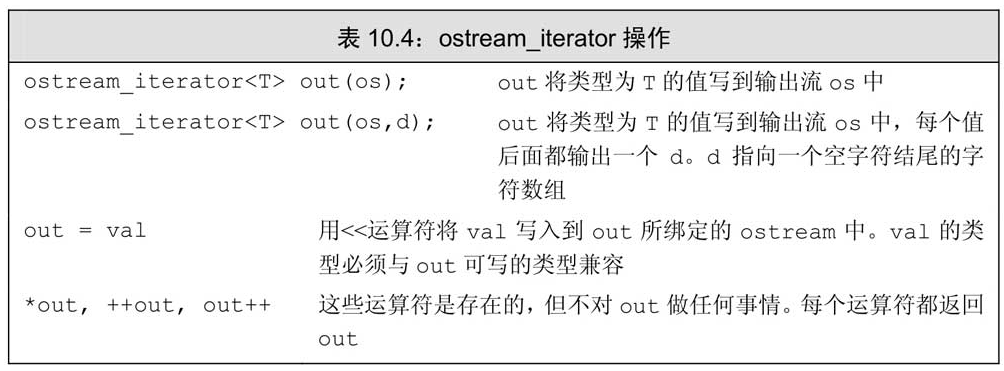 表 10.4：ostream_iterator 操作
ostream_iterator<T> out(os); out 将类型为 T 的值写到输出流 os 中
ostream_iterator<T> out(os,d); out 将类型为 T 的值写到输出流 os 中，每个值
后面都输出一个 d。d 指向一个空字符结尾的字
符数组
out = val 用<<运算符将 val 写入到 out 所绑定的 ostream 中。val 的类
型必须与 out 可写的类型兼容
*out, ++out, out++ 这些运算符是存在的，但不对 out 做任何事情。每个运算符都返回
out